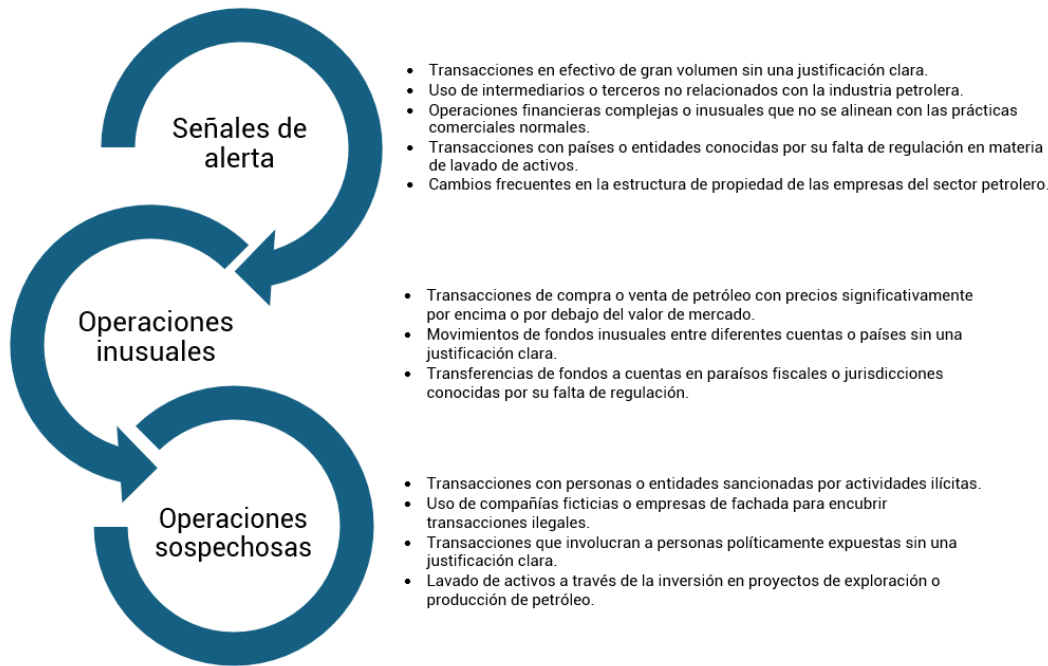 Señales de
alerta
• Transacciones en efectivo de gran volumen sin una justificación clara.
• Uso de intermediarios o terceros no relacionados con la industria petrolera.
• Operaciones financieras complejas o inusuales que no se alinean con las prácticas
comerciales normales.
• Transacciones con países o entidades conocidas por su falta de regulación en materia
de lavado de activos.
• Cambios frecuentes en la estructura de propiedad de las empresas del sector petrolero.
Operaciones
inusuales
• Transacciones de compra o venta de petróleo con precios significativamente
por encima o por debajo del valor de mercado.
• Movimientos de fondos inusuales entre diferentes cuentas o países sin una
justificación clara.
• Transferencias de fondos a cuentas en paraísos fiscales o jurisdicciones
conocidas por su falta de regulación.
Operaciones
sospechosas
• Transacciones con personas o entidades sancionadas por actividades ilícitas.
• Uso de compañías ficticias o empresas de fachada para encubrir
transacciones ilegales.
• Transacciones que involucran a personas políticamente expuestas sin una
justificación clara.
• Lavado de activos a través de la inversión en proyectos de exploración o
producción de petróleo.